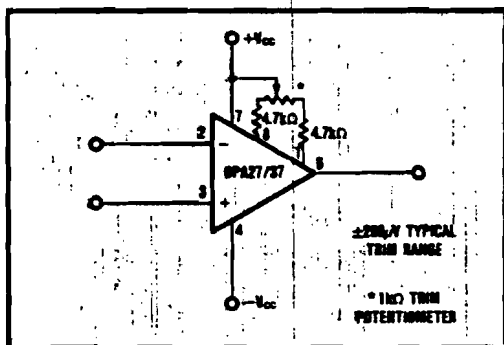 +Vcc
*
7
4.7kΩ
8
4.7kΩ
2
-
OPA27/37
6
3
+
4
±280µV TYPICAL
TRIM RANGE
-Vcc
* 1kΩ TRIM
POTENTIOMETER